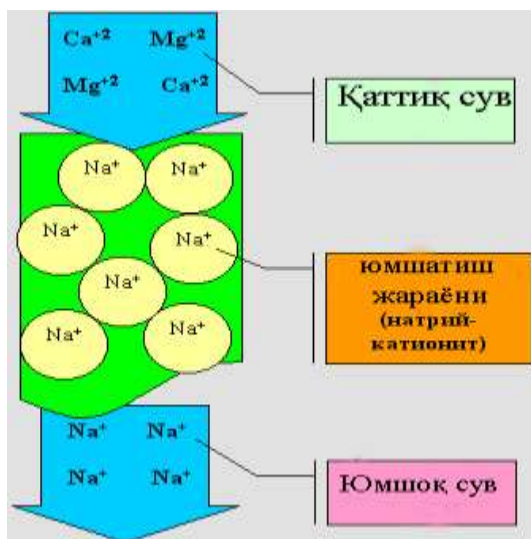 Ca⁺² Mg⁺²
Mg⁺² Ca⁺²
Қаттиқ сув
Na⁺ Na⁺
Na⁺ Na⁺
Na⁺
Na⁺ Na⁺
юмшатиш
жараёни
(натрий-
катионит)
Na⁺ Na⁺
Na⁺ Na⁺
Юмшоқ сув